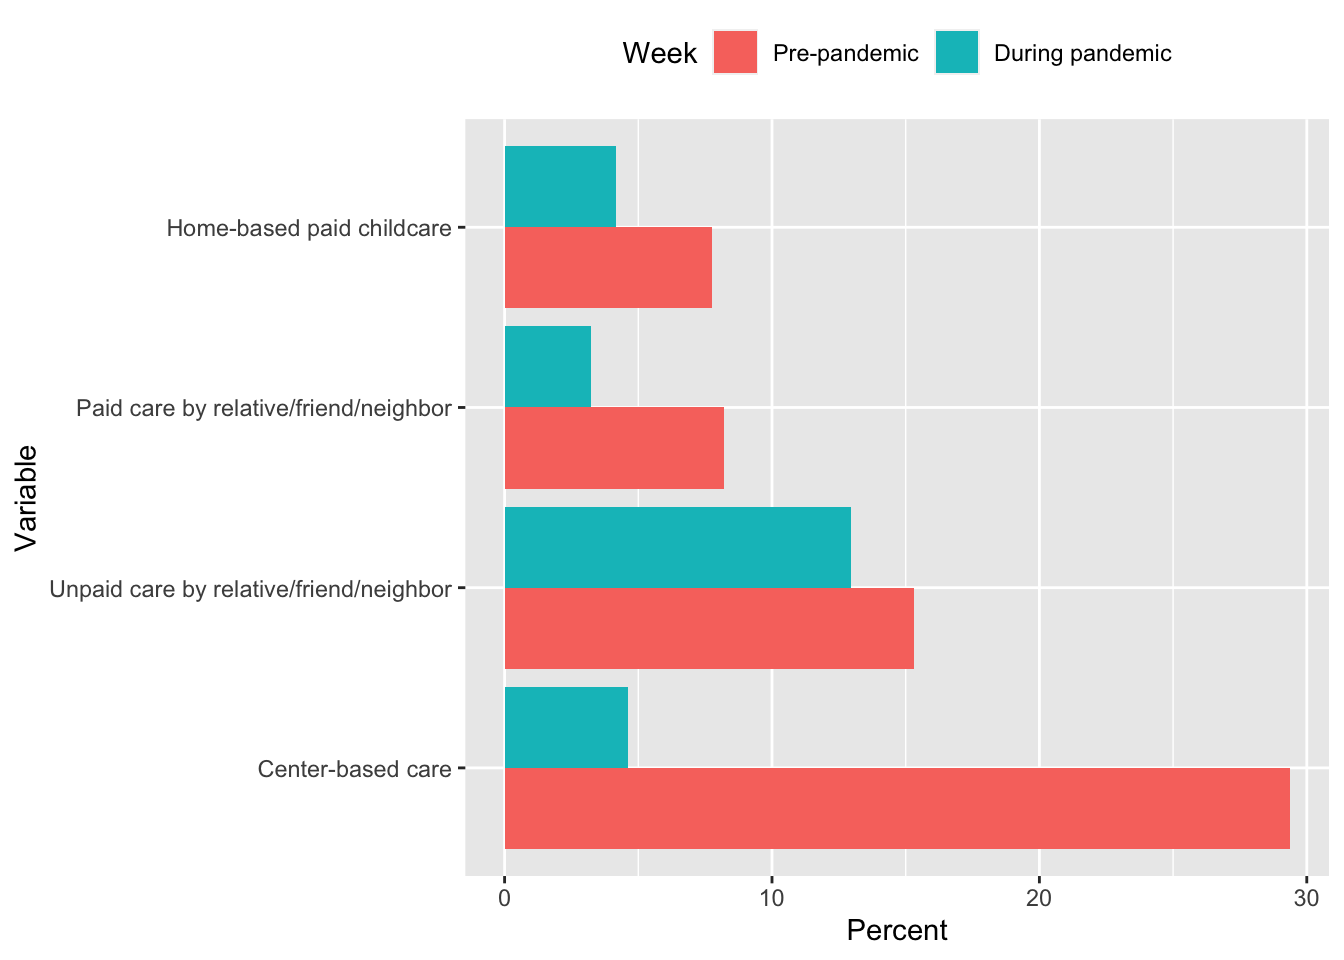 Week Pre-pandemic During pandemic
Home-based paid childcare
Paid care by relative/friend/neighbor
Unpaid care by relative/friend/neighbor
Center-based care
Variable
0 10 20 30
Percent